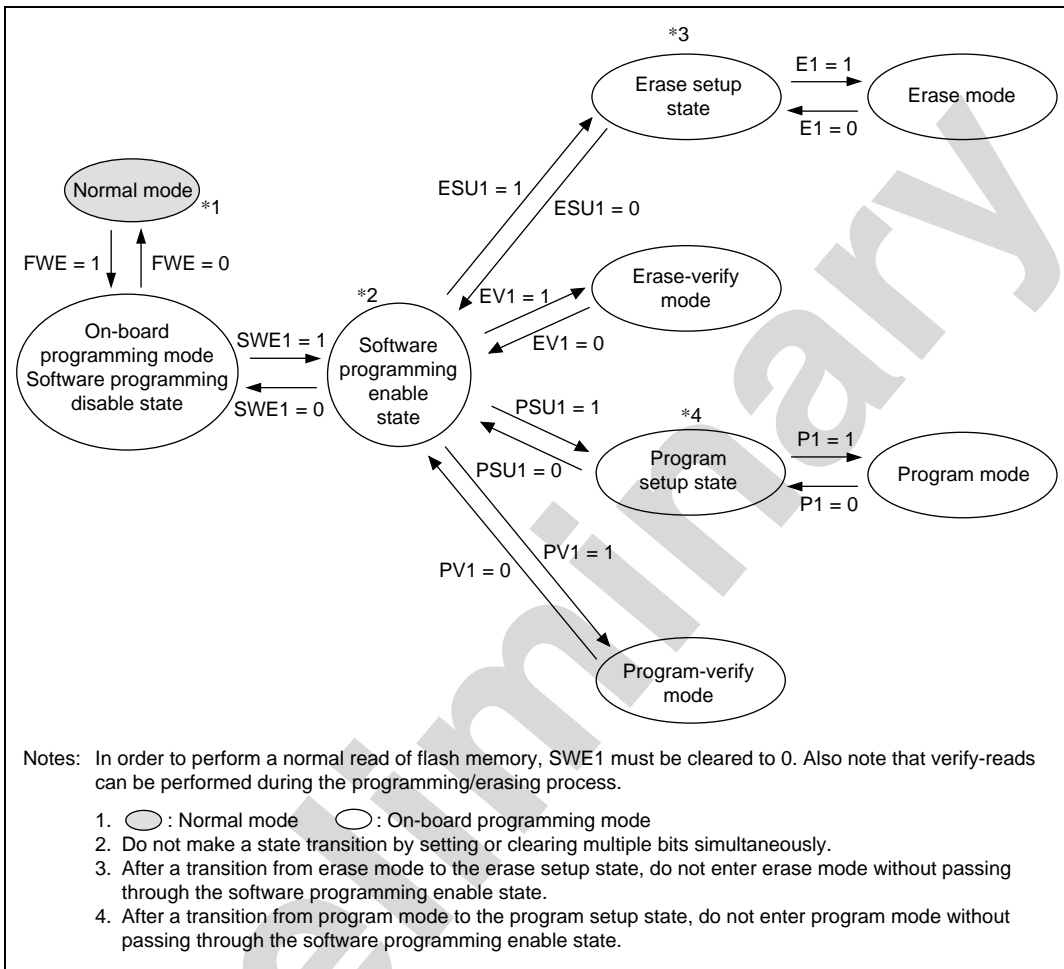 *3
Erase setup
state
E1 = 1
E1 = 0
Erase mode
Normal mode
*1
FWE = 1
FWE = 0
ESU1 = 1
ESU1 = 0
Erase-verify
mode
*2
EV1 = 1
EV1 = 0
On-board
programming mode
Software programming
disable state
SWE1 = 1
SWE1 = 0
Software
programming
enable
state
PSU1 = 1
PSU1 = 0
*4
Program
setup state
P1 = 1
P1 = 0
Program mode
PV1 = 1
PV1 = 0
Program-verify
mode
Notes: In order to perform a normal read of flash memory, SWE1 must be cleared to 0. Also note that verify-reads
can be performed during the programming/erasing process.
1. : Normal mode : On-board programming mode
2. Do not make a state transition by setting or clearing multiple bits simultaneously.
3. After a transition from erase mode to the erase setup state, do not enter erase mode without passing
through the software programming enable state.
4. After a transition from program mode to the program setup state, do not enter program mode without
passing through the software programming enable state.
eliminary